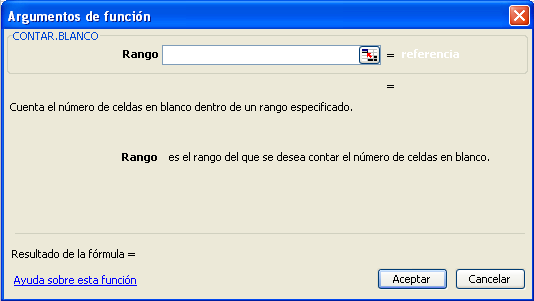 Argumentos de función
CONTAR.BLANCO
Rango = referencia
=
Cuenta el número de celdas en blanco dentro de un rango especificado.
Rango es el rango del que se desea contar el número de celdas en blanco.
Resultado de la fórmula =
Ayuda sobre esta función
Aceptar Cancelar